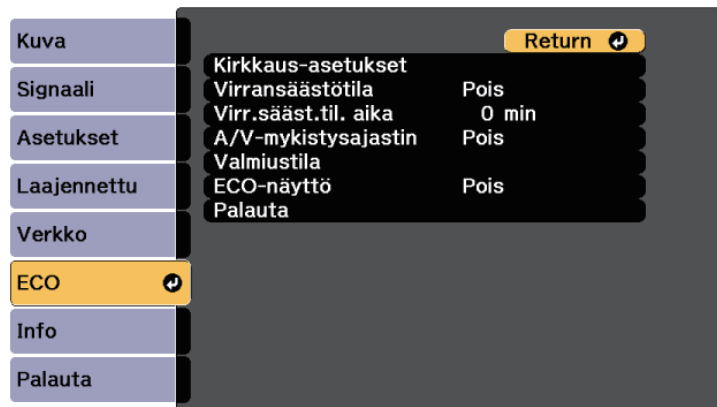 Kuva
Signaali
Asetukset
Laajennettu
Verkko
ECO
Info
Palauta
Return
Kirkkaus-asetukset
Virransäästötila Pois
Virr.sääst.til. aika 0 min
A/V-mykistysajastin Pois
Valmiustila
ECO-näyttö Pois
Palauta